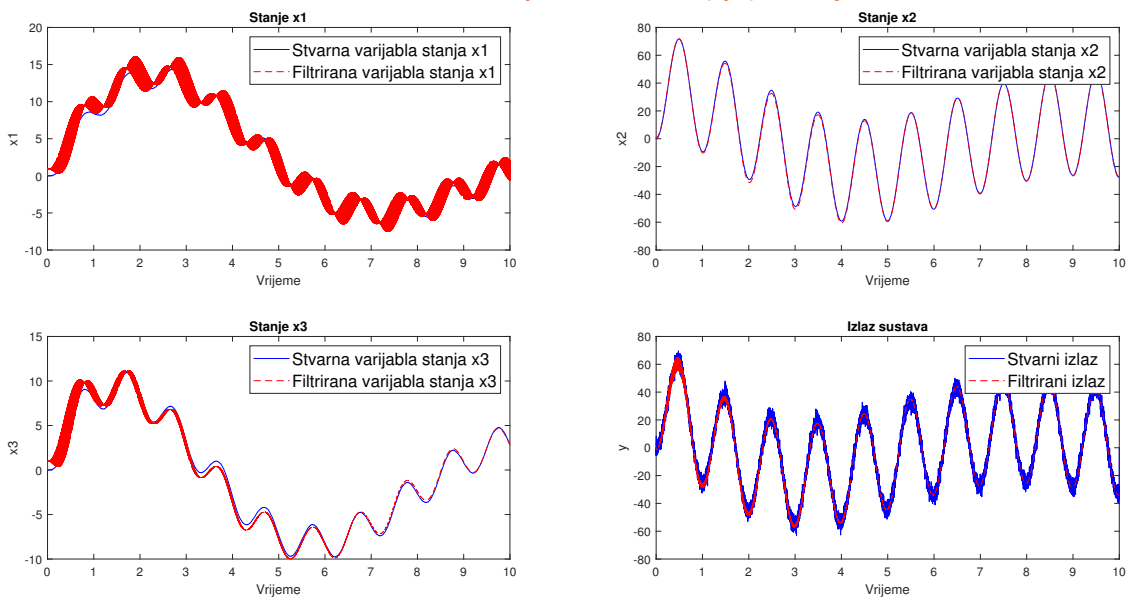 Stanje x1
20
15
10
5
0
-5
-10
x1
0 1 2 3 4 5 6 7 8 9 10
Vrijeme
Stvarna varijabla stanja x1
Filtrirana varijabla stanja x1
Stanje x2
80
60
40
20
0
-20
-40
-60
-80
x2
0 1 2 3 4 5 6 7 8 9 10
Vrijeme
Stvarna varijabla stanja x2
Filtrirana varijabla stanja x2
Stanje x3
15
10
5
0
-5
-10
x3
0 1 2 3 4 5 6 7 8 9 10
Vrijeme
Stvarna varijabla stanja x3
Filtrirana varijabla stanja x3
Izlaz sustava
80
60
40
20
0
-20
-40
-60
-80
y
0 1 2 3 4 5 6 7 8 9 10
Vrijeme
Stvarni izlaz
Filtrirani izlaz